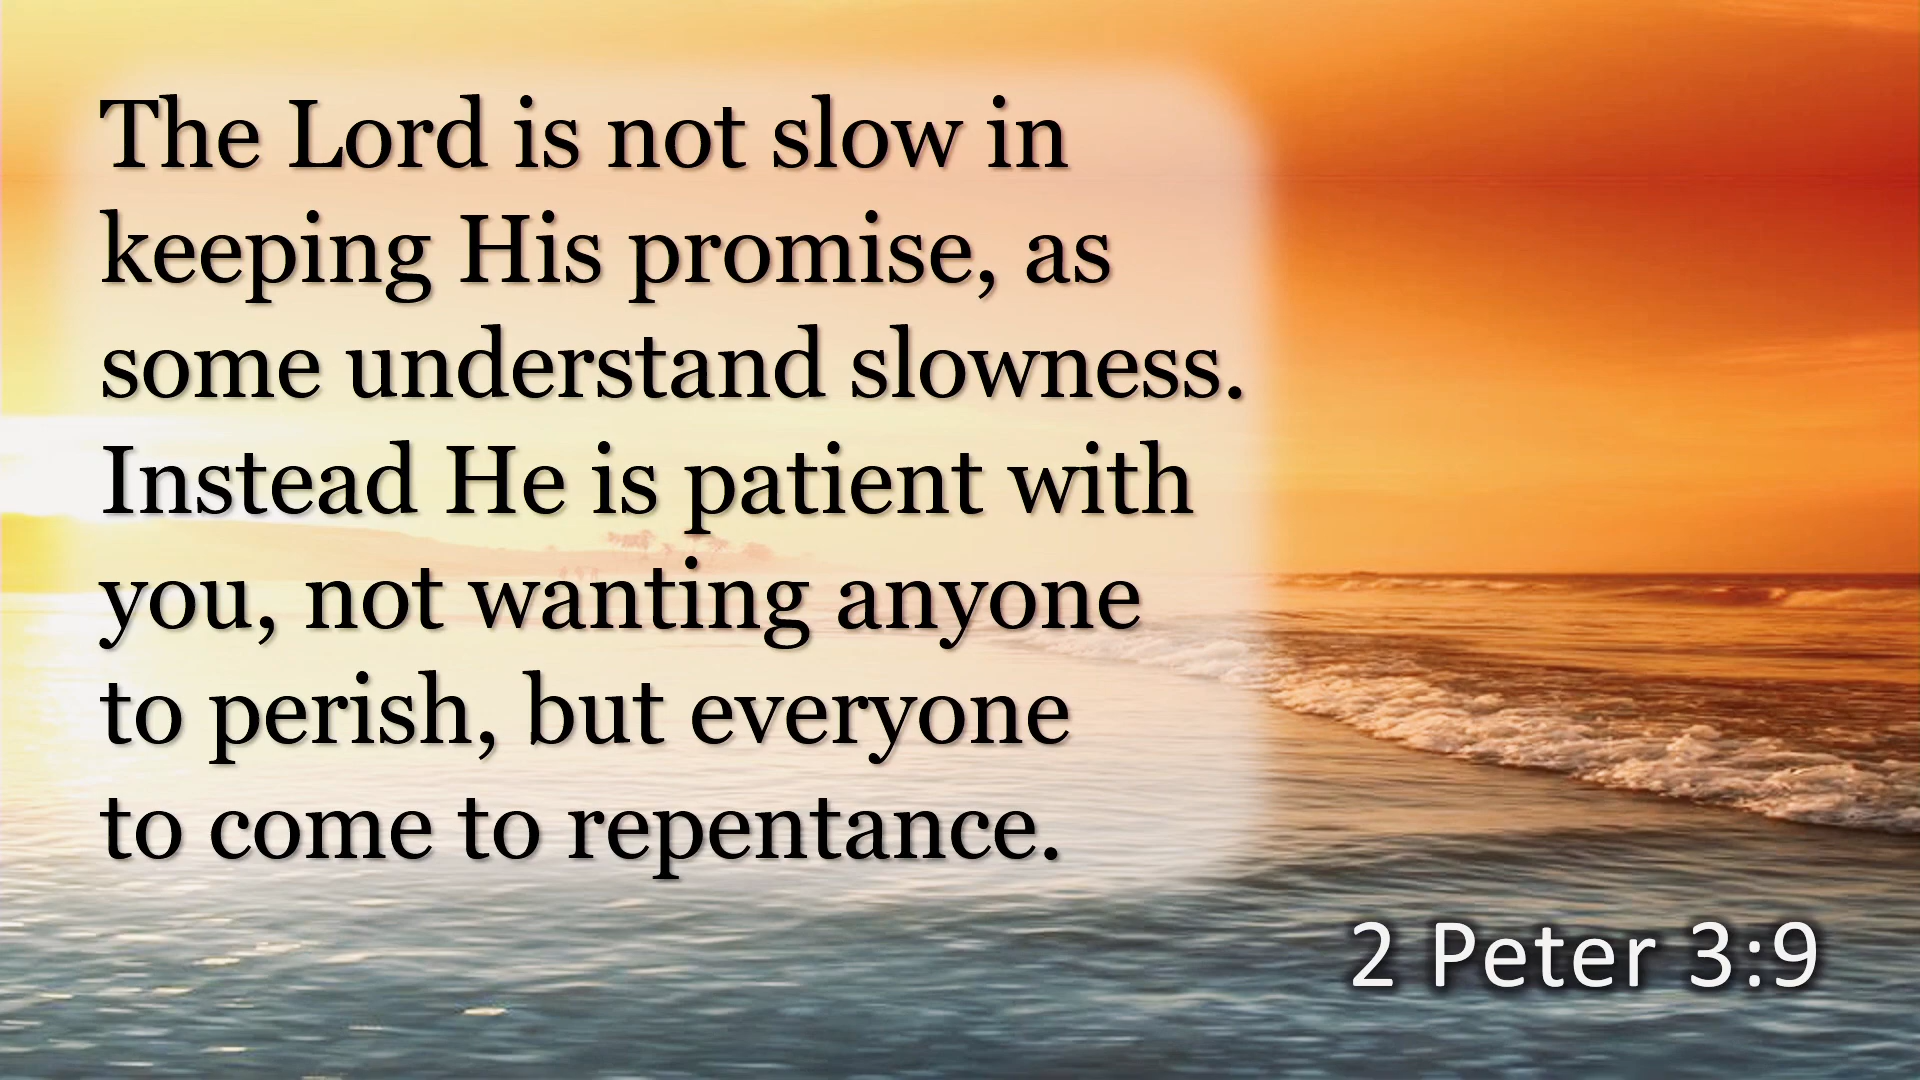 The Lord is not slow in
keeping His promise, as
some understand slowness.
Instead He is patient with
you, not wanting anyone
to perish, but everyone
to come to repentance.
2 Peter 3:9